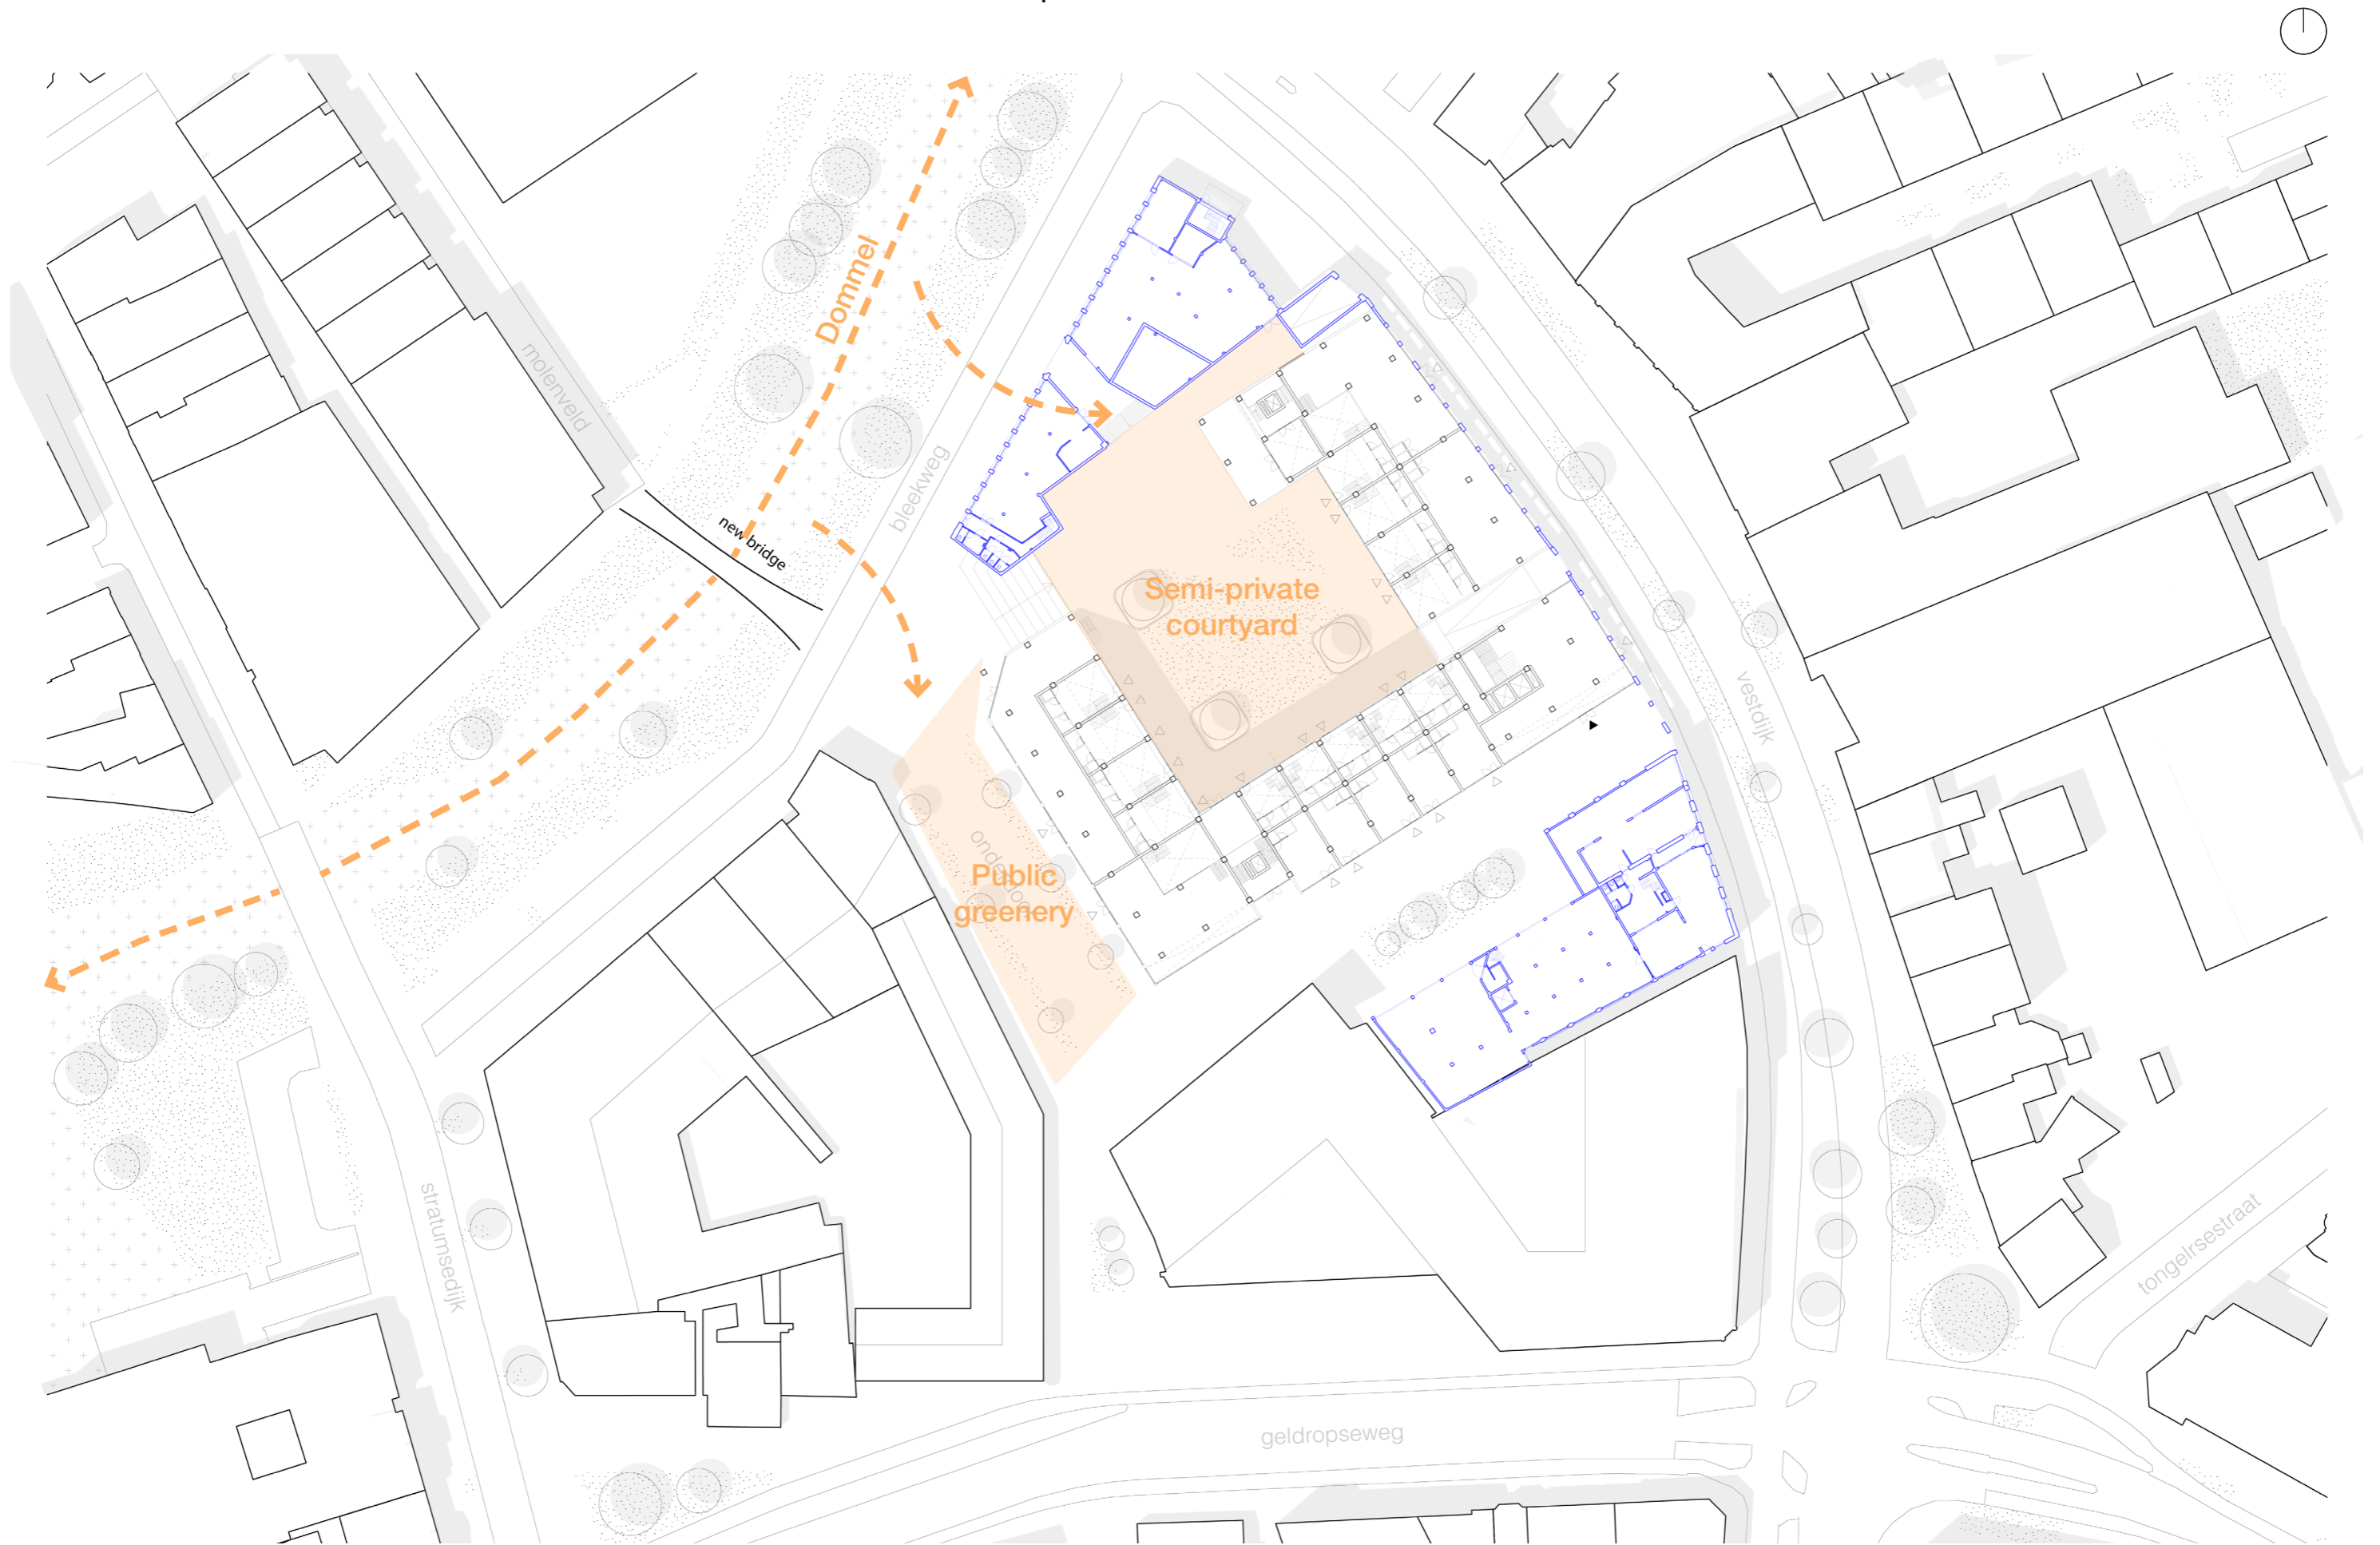 Dommel
molenveld
bleekweg
new bridge
Semi-private
courtyard
vestdijk
Public
greenery
stratumsedijk
tongelrsestraat
geldropseweg